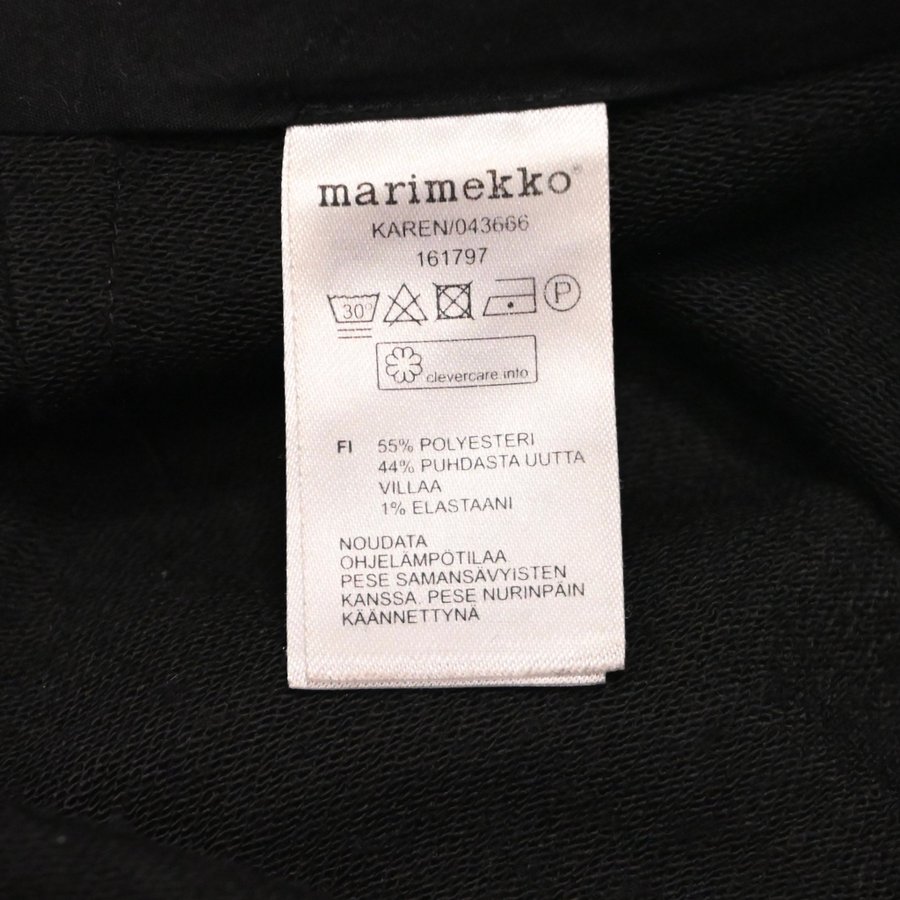 marimekko®
KAREN/043666
161797
30°
P
clevercare.info
FI 55% POLYESTERI
44% PUHDASTA UUTTA
VILLAA
1% ELASTAANI
NOUDATA
OHJELÄMPÖTILAA
PESE SAMANSÄVYISTEN
KANSSA. PESE NURINPÄIN
KÄÄNNETTYNÄ